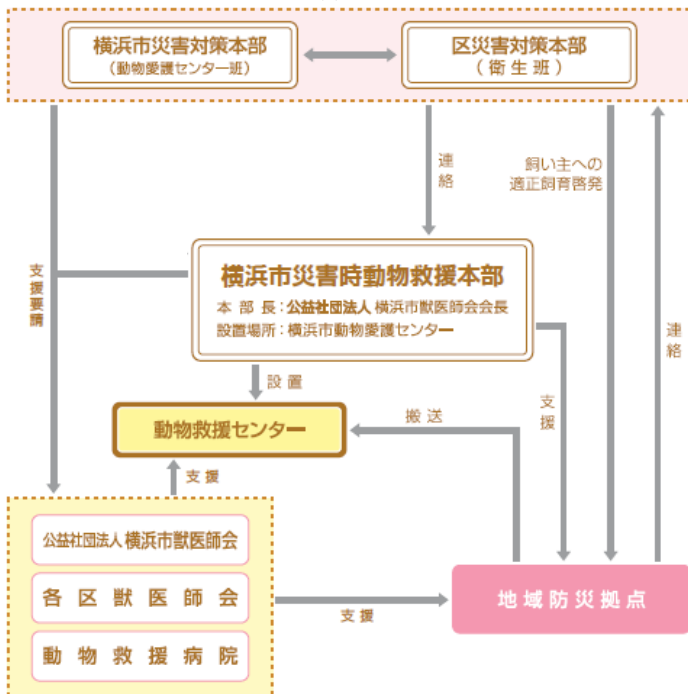 横浜市災害対策本部
（動物愛護センター班）
区災害対策本部
（衛生班）
連絡
飼い主への
適正飼育啓発
支援要請
横浜市災害時動物救援本部
本部長：公益社団法人 横浜市獣医師会会長
設置場所：横浜市動物愛護センター
連絡
設置
支援
動物救援センター
搬送
支援
公益社団法人 横浜市獣医師会
各区獣医師会
動物救援病院
支援
地域防災拠点